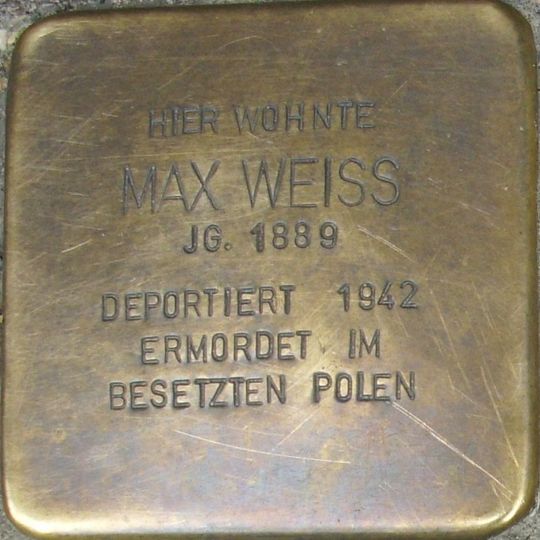 HIER WOHNTE
MAX WEISS
JG. 1889
DEPORTIERT 1942
ERMORDET IM
BESETZTEN POLEN